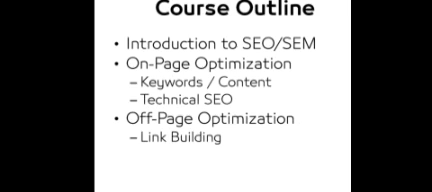 Course Outline
• Introduction to SEO/SEM
• On-Page Optimization
– Keywords / Content
– Technical SEO
• Off-Page Optimization
– Link Building